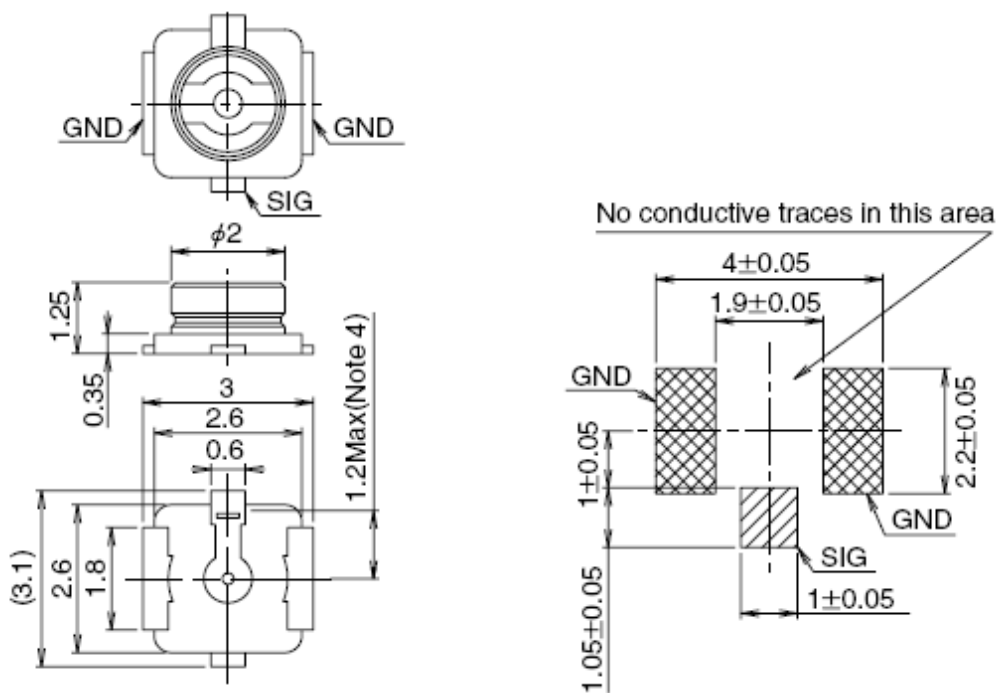 GND
GND
SIG
ϕ2
1.25
0.35
3
2.6
0.6
1.2Max(Note 4)
(3.1)
2.6
1.8
No conductive traces in this area
4±0.05
1.9±0.05
GND
1±0.05
2.2±0.05
GND
SIG
1±0.05
1.05±0.05